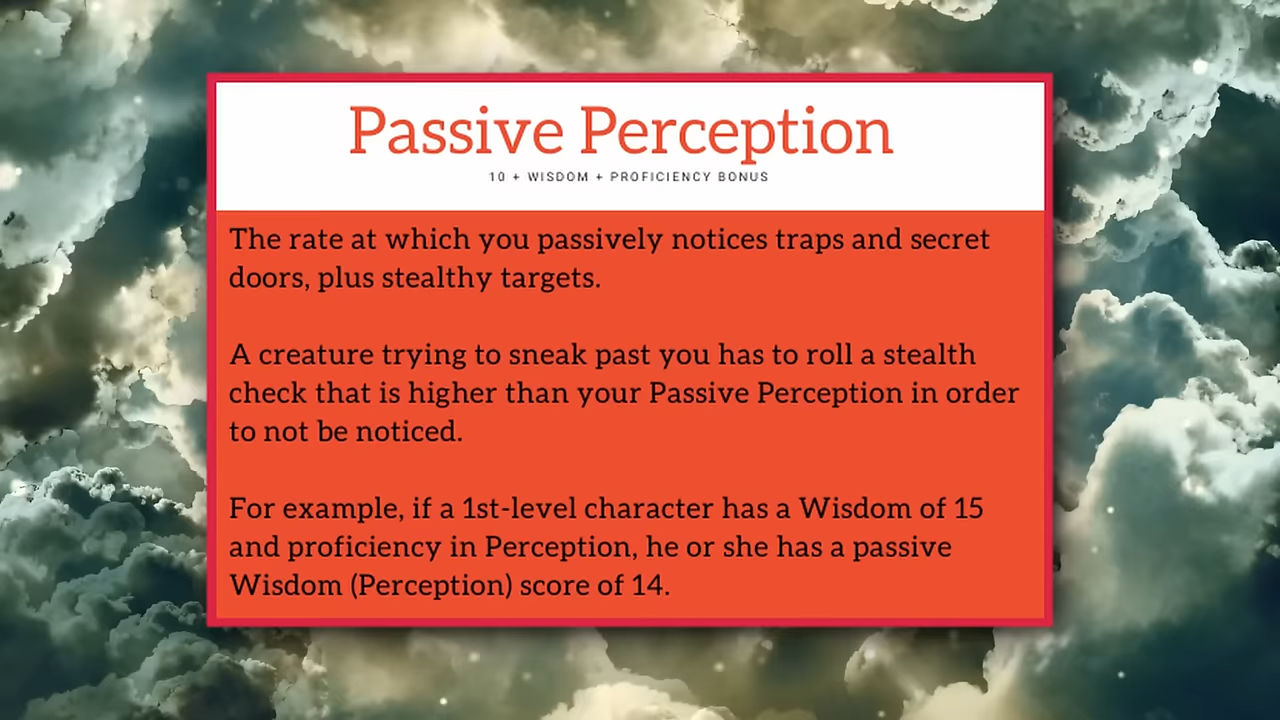 Passive Perception
10 + WISDOM + PROFICIENCY BONUS
The rate at which you passively notices traps and secret
doors, plus stealthy targets.
A creature trying to sneak past you has to roll a stealth
check that is higher than your Passive Perception in order
to not be noticed.
For example, if a 1st-level character has a Wisdom of 15
and proficiency in Perception, he or she has a passive
Wisdom (Perception) score of 14.